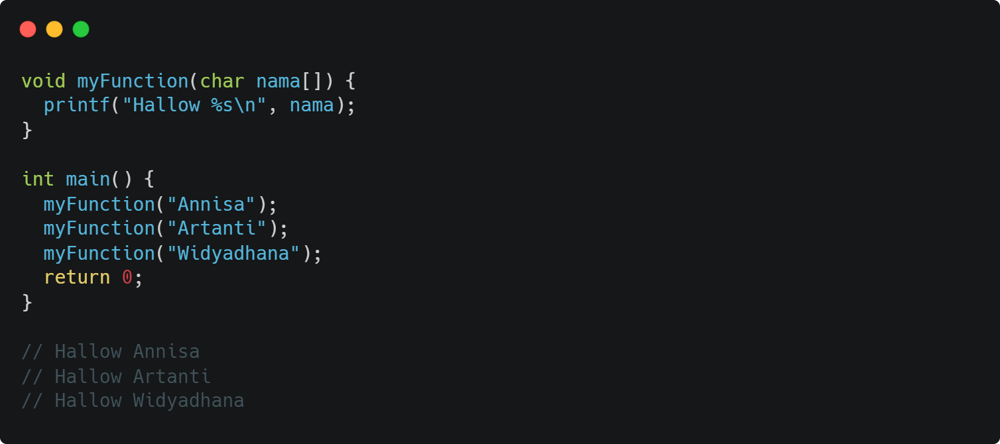 void myFunction(char nama[]) {
  printf("Hallow %s\n", nama);
}

int main() {
  myFunction("Annisa");
  myFunction("Artanti");
  myFunction("Widyadhana");
  return 0;
}

// Hallow Annisa
// Hallow Artanti
// Hallow Widyadhana